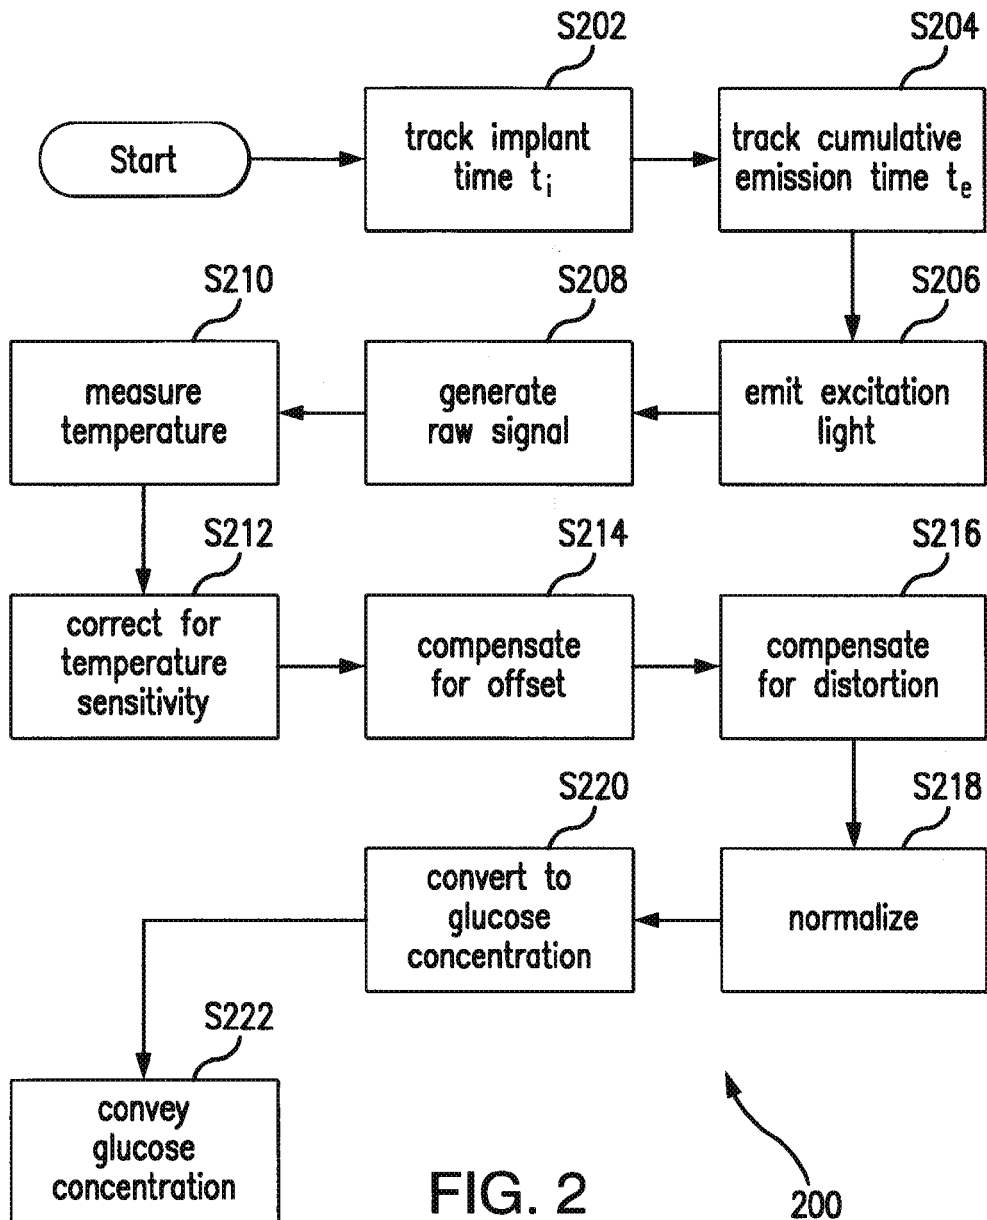 S202
S204
Start
track implant
time ti
track cumulative
emission time te
S210
S208
S206
measure
temperature
generate
raw signal
emit excitation
light
S212
S214
S216
correct for
temperature
sensitivity
compensate
for offset
compensate
for distortion
S220
S218
convert to
glucose
concentration
normalize
S222
convey
glucose
concentration
FIG. 2
200